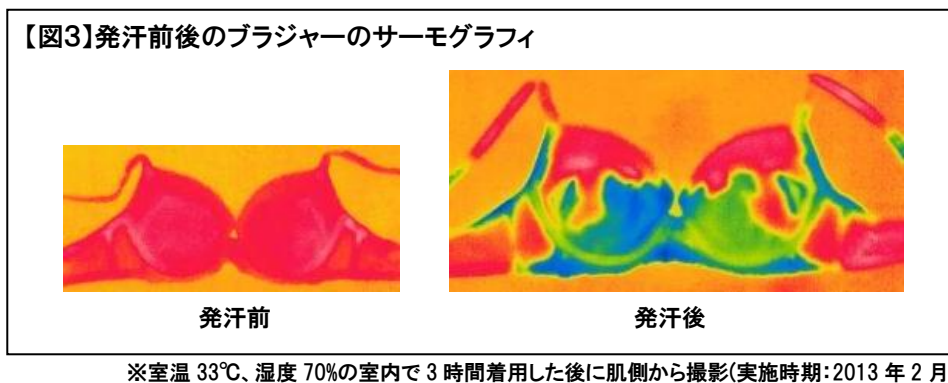 【図3】発汗前後のブラジャーのサーモグラフィ
発汗前
発汗後
※室温 33℃、湿度 70%の室内で 3 時間着用した後に肌側から撮影(実施時期:2013 年 2 月